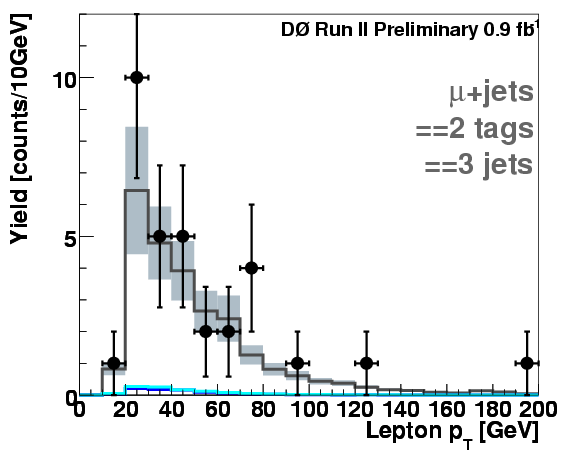 DØ Run II Preliminary 0.9 fb⁻¹
μ+jets
==2 tags
==3 jets
Yield [counts/10GeV]
10
5
0
0 20 40 60 80 100 120 140 160 180 200
Lepton p_T [GeV]